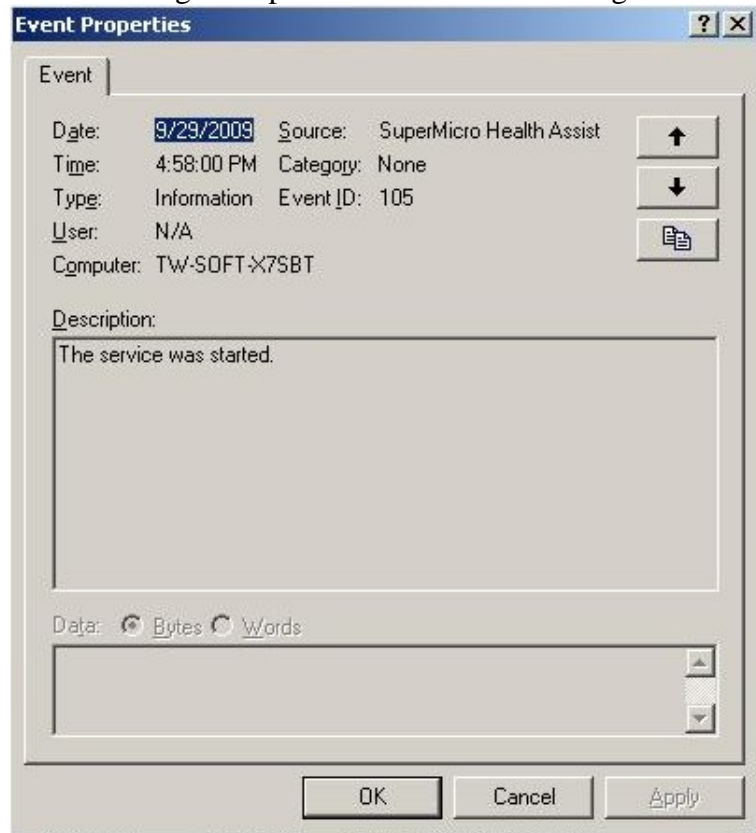 Event Properties
Event
Date: 9/29/2009 Source: SuperMicro Health Assist
Time: 4:58:00 PM Category: None
Type: Information Event ID: 105
User: N/A
Computer: TW-SOFT-X7SBT
Description:
The service was started.
Data: Bytes Words
OK Cancel Apply